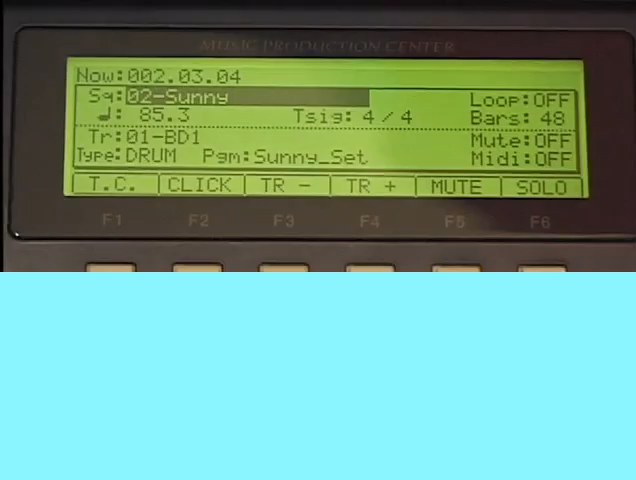 MUSIC PRODUCTION CENTER
Now:002.03.04
Sq:02-Sunny Loop:OFF
♩: 85.3 Tsig: 4/4 Bars: 48
Tr:01-BD1 Mute:OFF
Type:DRUM Pgm:Sunny_Set Midi:OFF
T.C. CLICK TR - TR + MUTE SOLO
F1 F2 F3 F4 F5 F6